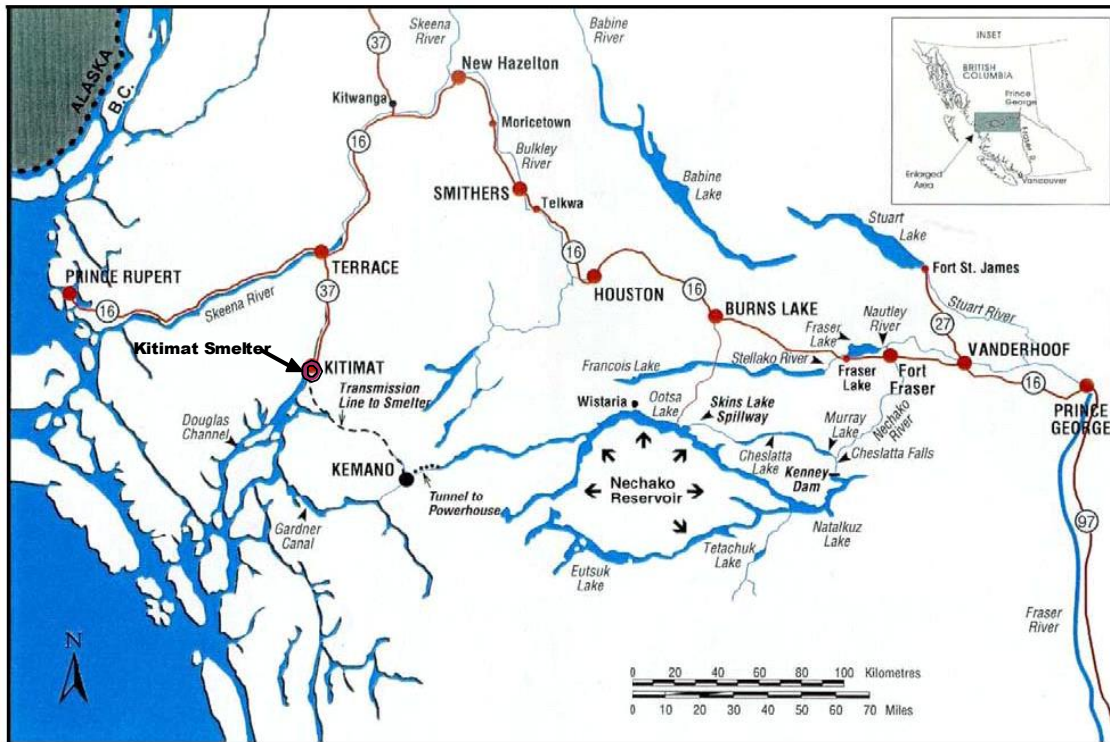 ALASKA
B.C.
Skeena
River
37
Babine
River
New Hazelton
Kitwanga
Moricetown
16
Bulkley
River
SMITHERS
Telkwa
Babine
Lake
INSET
BRITISH
COLUMBIA
Prince
George
Fraser R.
Enlarged
Area
Vancouver
Stuart
Lake
Fort St. James
PRINCE RUPERT
16
Skeena River
TERRACE
37
16
HOUSTON
16
BURNS LAKE
Nautley
River
27
Stuart River
Kitimat Smelter
KITIMAT
Transmission
Line to Smelter
Francois Lake
Stellako River
Fraser
Lake
Fraser
Lake
Fort
Fraser
VANDERHOOF
16
PRINCE
GEORGE
Wistaria
Ootsa
Lake
Skins Lake
Spillway
Murray
Lake
Nechako
River
Cheslatta Falls
Cheslatta
Lake
Kenney
Dam
Douglas
Channel
KEMANO
Tunnel to
Powerhouse
Nechako
Reservoir
Gardner
Canal
Eutsuk
Lake
Tetachuk
Lake
Natalkuz
Lake
97
Fraser
River
N
0 20 40 60 80 100 Kilometres
0 10 20 30 40 50 60 70 Miles